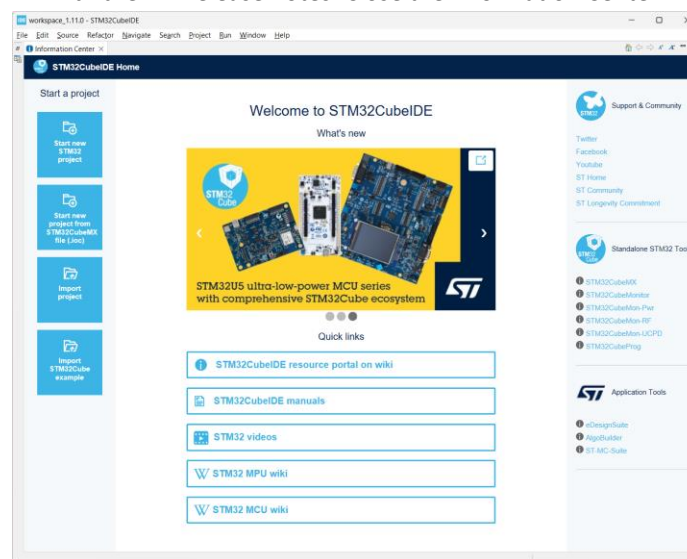 workspace_1.11.0 - STM32CubeIDE
File Edit Source Refactor Navigate Search Project Run Window Help
Information Center
STM32CubeIDE Home
Start a project
Start new
STM32
project
Start new
project from
STM32CubeMX
file (.ioc)
Import
project
Import
STM32Cube
example
Welcome to STM32CubeIDE
What's new
STM32
Cube
STM32U5 ultra-low-power MCU series
with comprehensive STM32Cube ecosystem
Quick links
STM32CubeIDE resource portal on wiki
STM32CubeIDE manuals
STM32 videos
STM32 MPU wiki
STM32 MCU wiki
Support & Community
Twitter
Facebook
Youtube
ST Home
ST Community
ST Longevity Commitment
Standalone STM32 Too
STM32CubeMX
STM32CubeMonitor
STM32CubeMon-Pwr
STM32CubeMon-RF
STM32CubeMon-UCPD
STM32CubeProg
Application Tools
eDesignSuite
AlgoBuilder
ST-MC-Suite